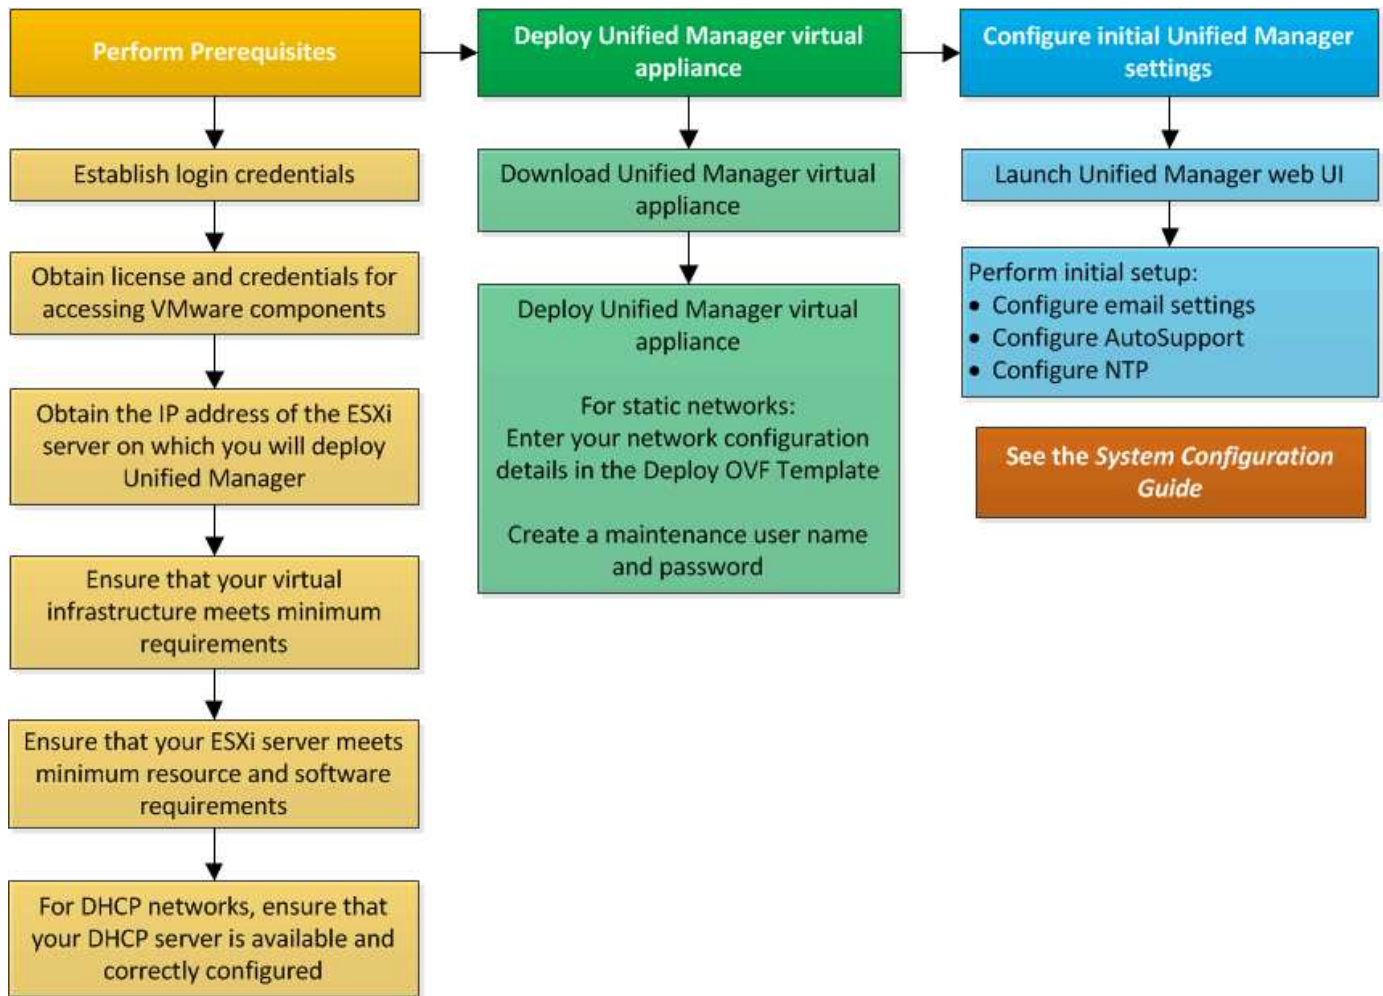 Perform Prerequisites
Establish login credentials
Obtain license and credentials for
accessing VMware components
Obtain the IP address of the ESXi
server on which you will deploy
Unified Manager
Ensure that your virtual
infrastructure meets minimum
requirements
Ensure that your ESXi server meets
minimum resource and software
requirements
For DHCP networks, ensure that
your DHCP server is available and
correctly configured
Deploy Unified Manager virtual
appliance
Download Unified Manager virtual
appliance
Deploy Unified Manager virtual
appliance
For static networks:
Enter your network configuration
details in the Deploy OVF Template
Create a maintenance user name
and password
Configure initial Unified Manager
settings
Launch Unified Manager web UI
Perform initial setup:
• Configure email settings
• Configure AutoSupport
• Configure NTP
See the System Configuration
Guide